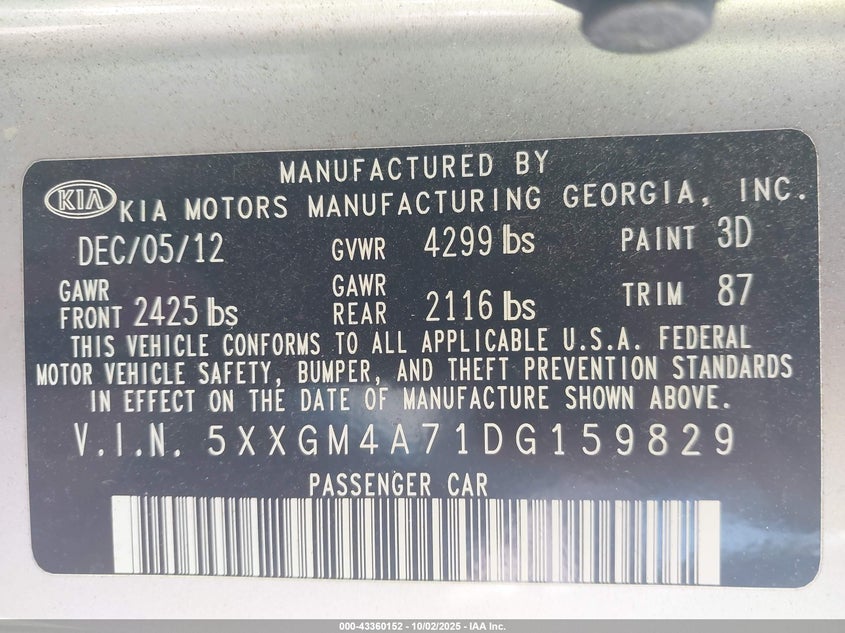 MANUFACTURED BY
KIA KIA MOTORS MANUFACTURING GEORGIA, INC.
DEC/05/12 GVWR 4299 lbs PAINT 3D
GAWR FRONT 2425 lbs GAWR REAR 2116 lbs TRIM 87
THIS VEHICLE CONFORMS TO ALL APPLICABLE U.S.A. FEDERAL
MOTOR VEHICLE SAFETY, BUMPER, AND THEFT PREVENTION STANDARDS
IN EFFECT ON THE DATE OF MANUFACTURE SHOWN ABOVE.
V.I.N. 5XXGM4A71DG159829
PASSENGER CAR
000-43360152 - 10/02/2025 - IAA Inc.